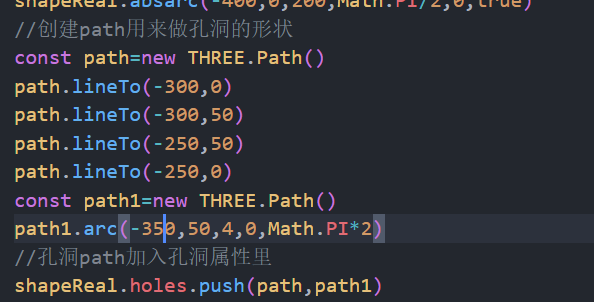 shapeReal.absarc(-400,0,200,Math.PI/2,0,true)
//创建path用来做孔洞的形状
const path=new THREE.Path()
path.lineTo(-300,0)
path.lineTo(-300,50)
path.lineTo(-250,50)
path.lineTo(-250,0)
const path1=new THREE.Path()
path1.arc(-350,50,4,0,Math.PI*2)
//孔洞path加入孔洞属性里
shapeReal.holes.push(path,path1)